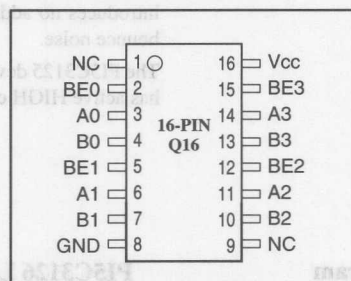 NC 1 16 Vcc
BE0 2 15 BE3
A0 3 14 A3
B0 4 16-PIN 13 B3
BE1 5 Q16 12 BE2
A1 6 11 A2
B1 7 10 B2
GND 8 9 NC